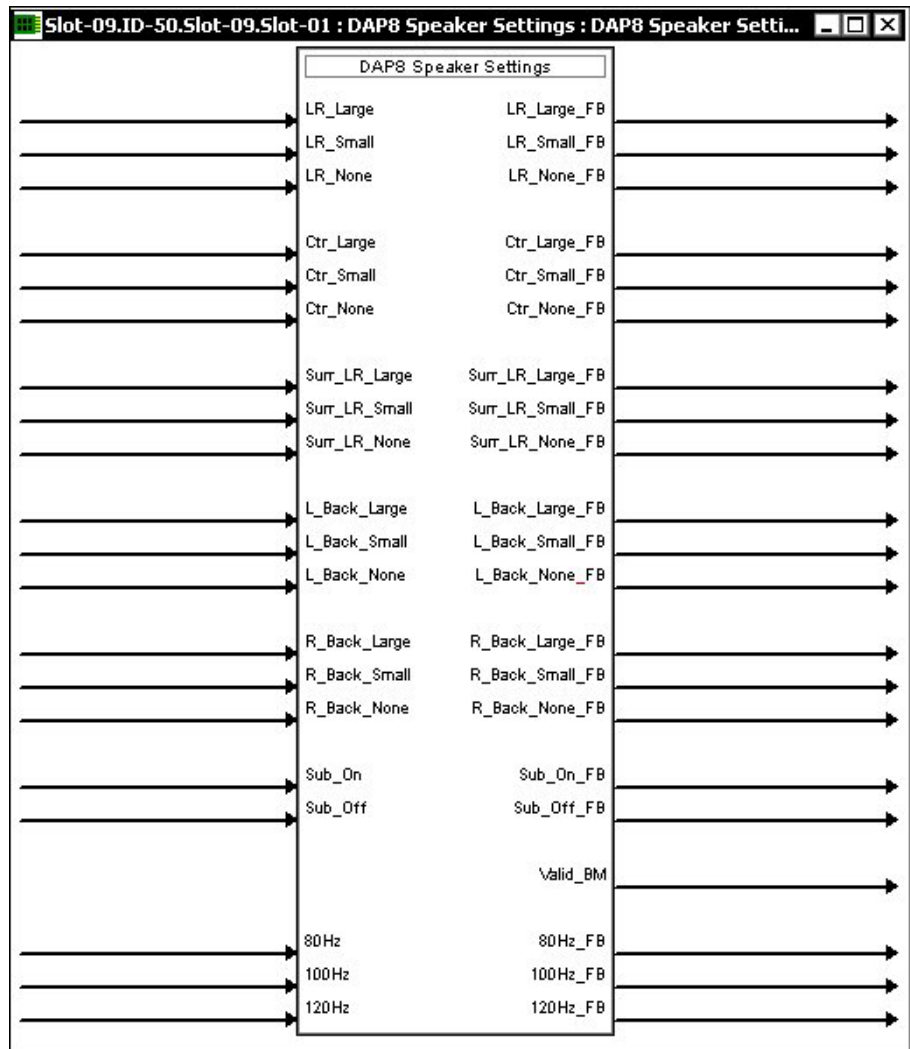 Slot-09.ID-50.Slot-09.Slot-01 : DAP8 Speaker Settings : DAP8 Speaker Setti...
DAP8 Speaker Settings
LR_Large LR_Large_FB
LR_Small LR_Small_FB
LR_None LR_None_FB
Ctr_Large Ctr_Large_FB
Ctr_Small Ctr_Small_FB
Ctr_None Ctr_None_FB
Surr_LR_Large Surr_LR_Large_FB
Surr_LR_Small Surr_LR_Small_FB
Surr_LR_None Surr_LR_None_FB
L_Back_Large L_Back_Large_FB
L_Back_Small L_Back_Small_FB
L_Back_None L_Back_None_FB
R_Back_Large R_Back_Large_FB
R_Back_Small R_Back_Small_FB
R_Back_None R_Back_None_FB
Sub_On Sub_On_FB
Sub_Off Sub_Off_FB
Valid_BM
80Hz 80Hz_FB
100Hz 100Hz_FB
120Hz 120Hz_FB